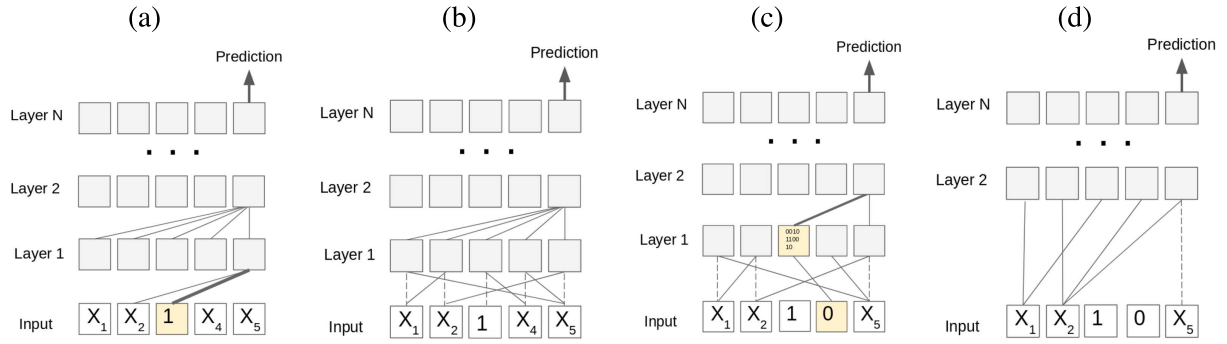 (a)
Prediction
Layer N
. . .
Layer 2
Layer 1
Input X₁ X₂ 1 X₄ X₅
(b)
Prediction
Layer N
. . .
Layer 2
Layer 1
Input X₁ X₂ 1 X₄ X₅
(c)
Prediction
Layer N
. . .
Layer 2
Layer 1
0010
1100
10
Input X₁ X₂ 1 0 X₅
(d)
Prediction
Layer N
. . .
Layer 2
Input X₁ X₂ 1 0 X₅